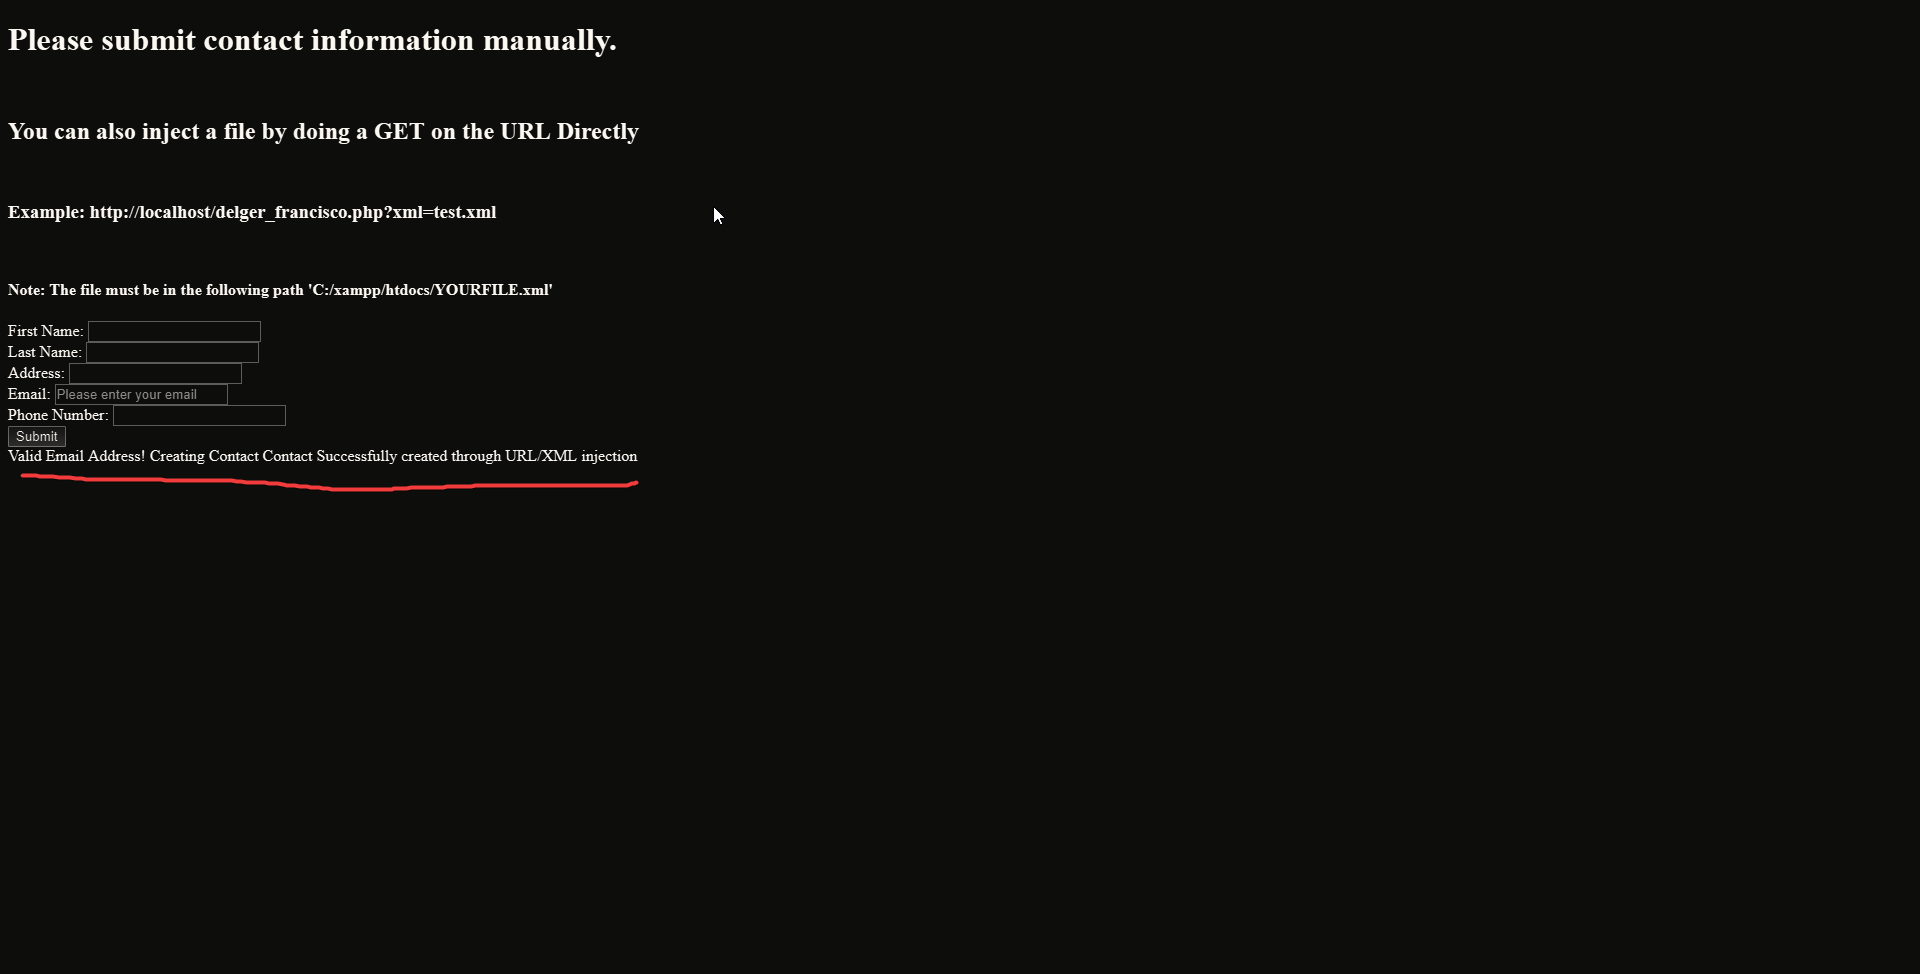 Please submit contact information manually.
You can also inject a file by doing a GET on the URL Directly
Example: http://localhost/delger_francisco.php?xml=test.xml
Note: The file must be in the following path 'C:/xampp/htdocs/YOURFILE.xml'
First Name:
Last Name:
Address:
Email: Please enter your email
Phone Number:
Submit
Valid Email Address! Creating Contact Contact Successfully created through URL/XML injection